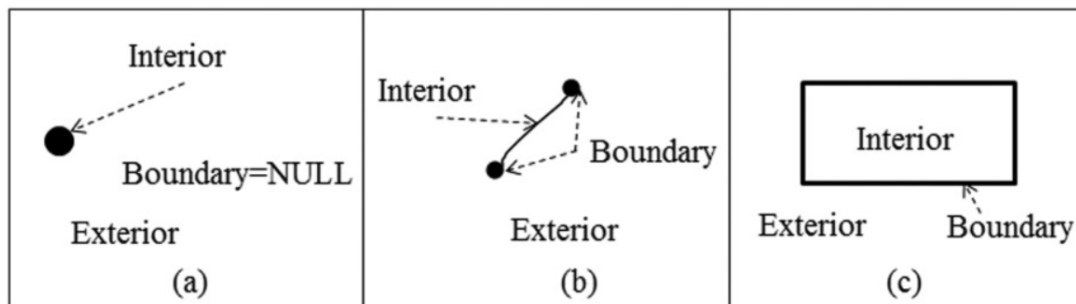 Interior
Boundary=NULL
Exterior
(a)
Interior
Boundary
Exterior
(b)
Interior
Exterior
Boundary
(c)